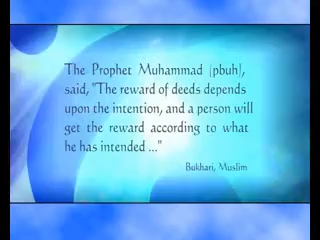 The Prophet Muhammad [pbuh],
said, "The reward of deeds depends
upon the intention, and a person will
get the reward according to what
he has intended ..."
Bukhari, Muslim